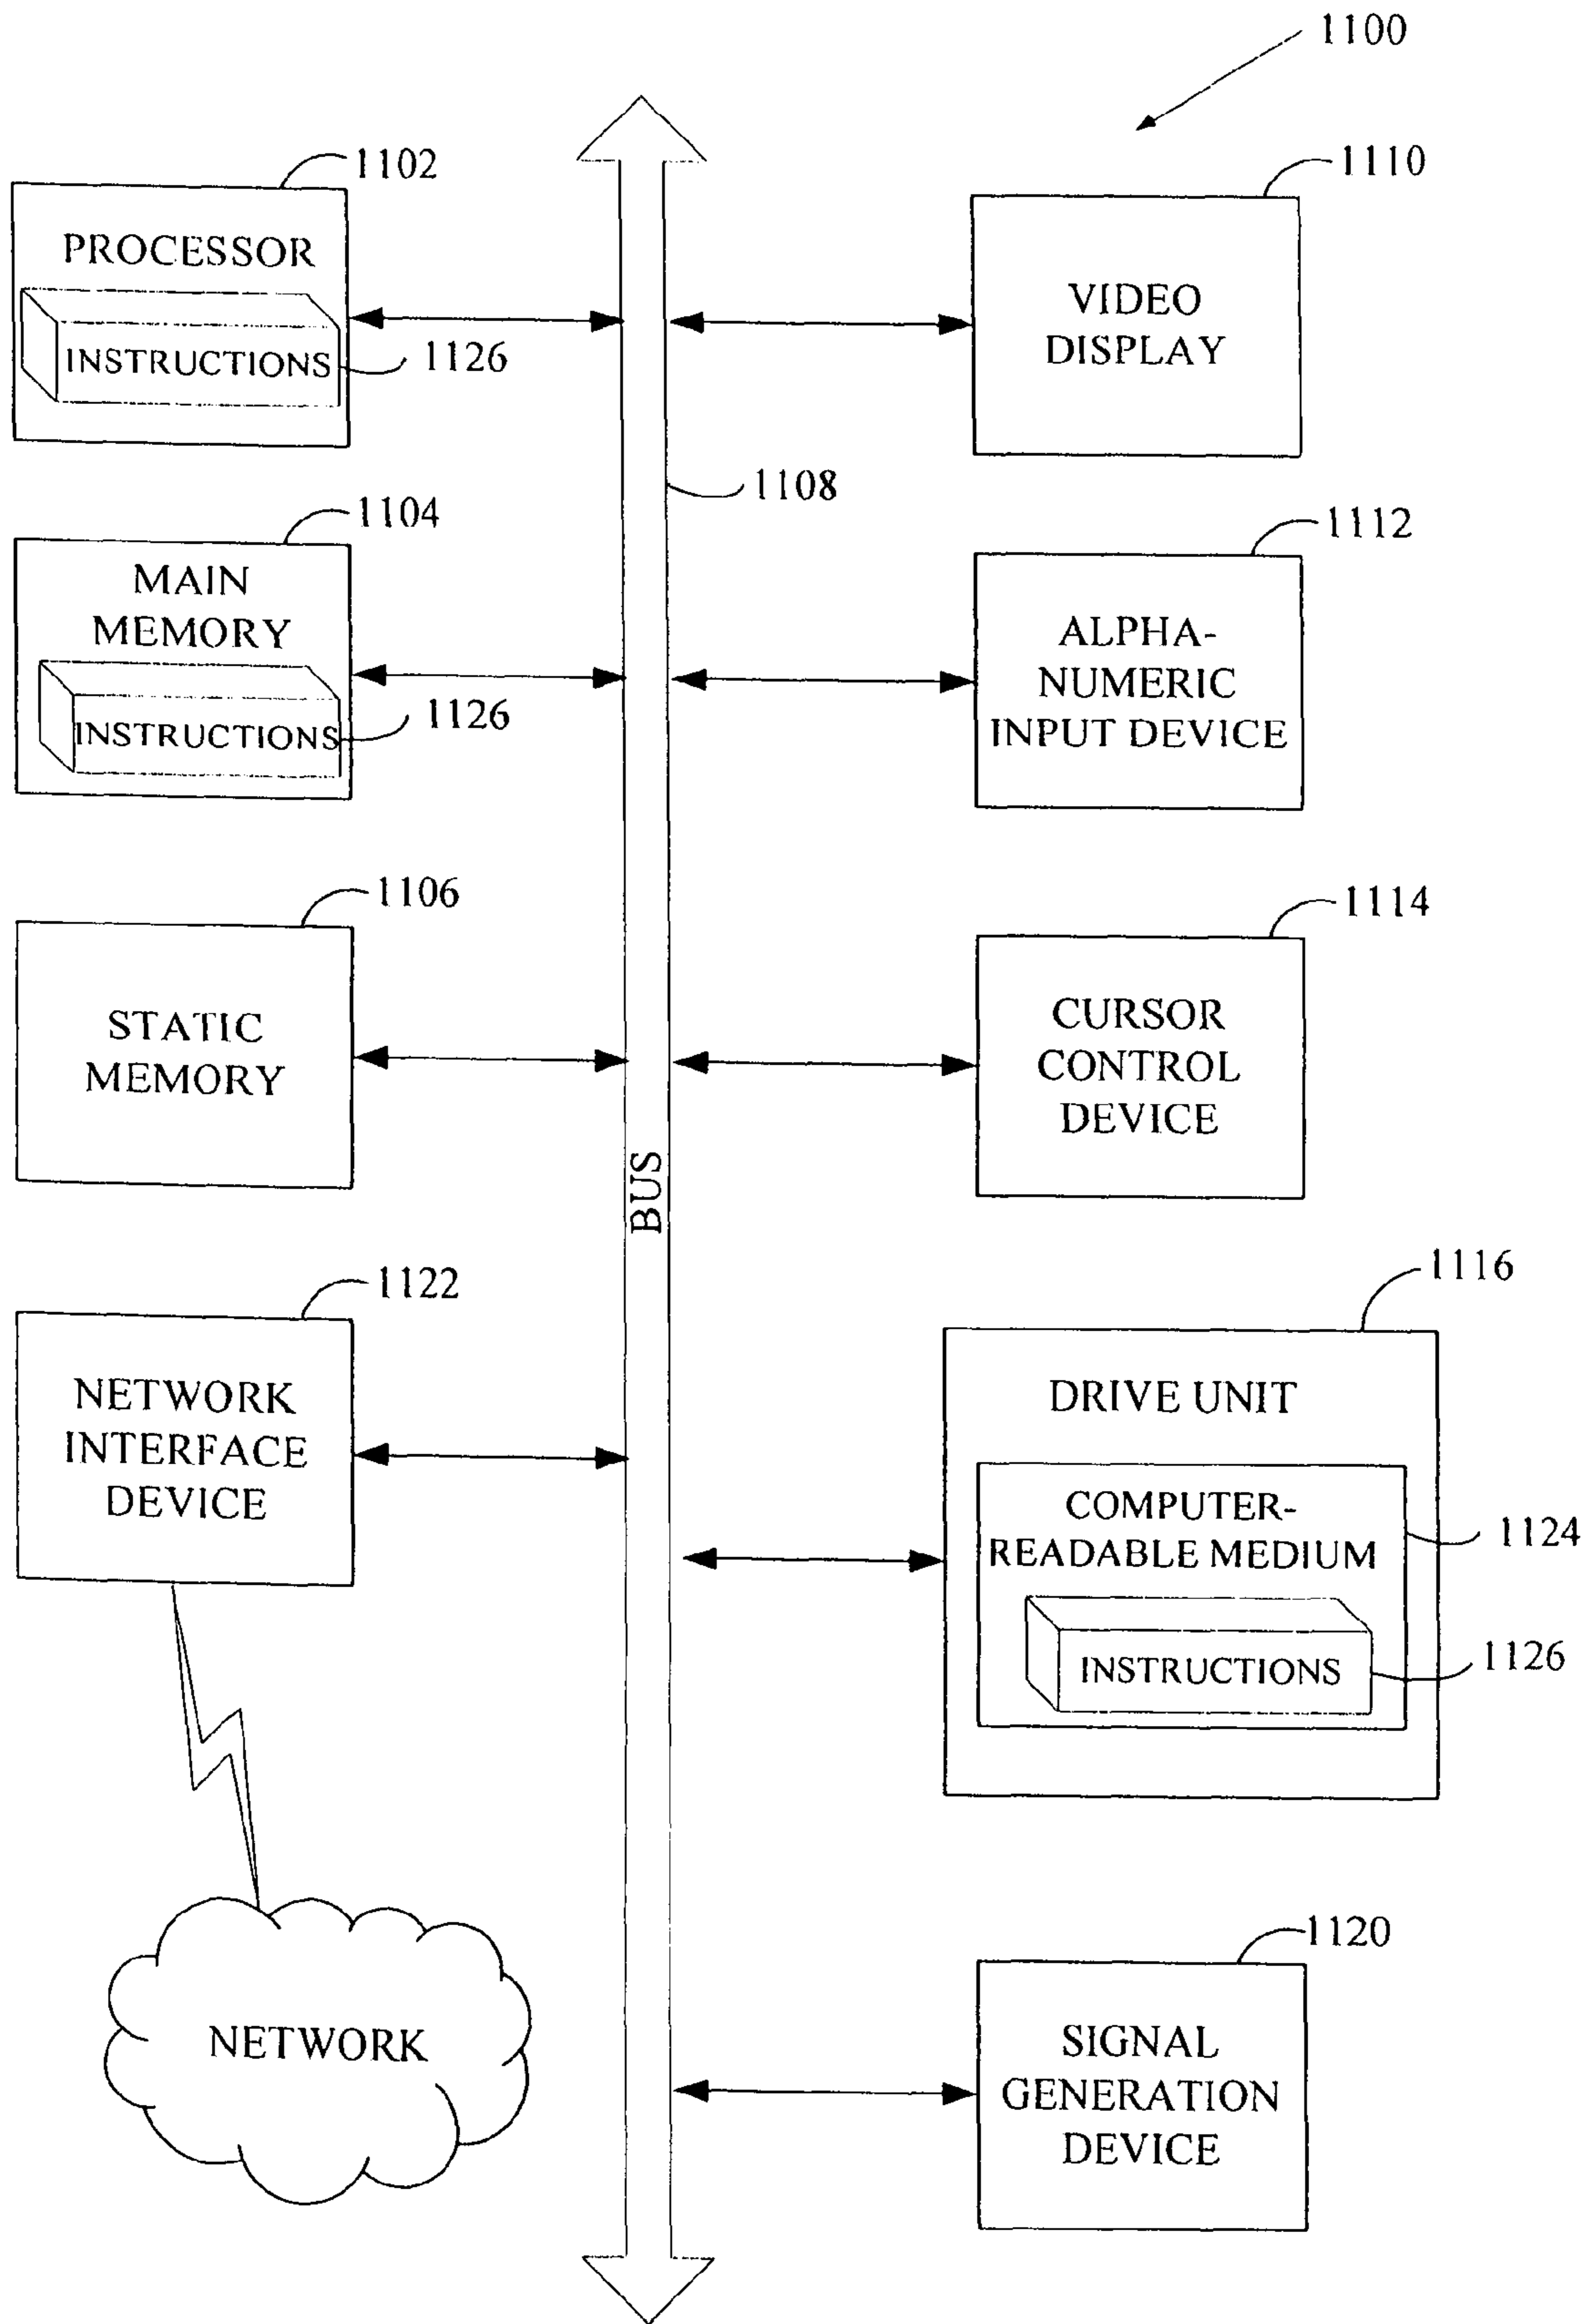 1100
1102
PROCESSOR
INSTRUCTIONS
1126
1110
VIDEO
DISPLAY
1108
1104
MAIN
MEMORY
INSTRUCTIONS
1126
1112
ALPHA-
NUMERIC
INPUT DEVICE
1106
STATIC
MEMORY
1114
CURSOR
CONTROL
DEVICE
BUS
1122
NETWORK
INTERFACE
DEVICE
1116
DRIVE UNIT
COMPUTER-
READABLE MEDIUM
1124
INSTRUCTIONS
1126
NETWORK
1120
SIGNAL
GENERATION
DEVICE